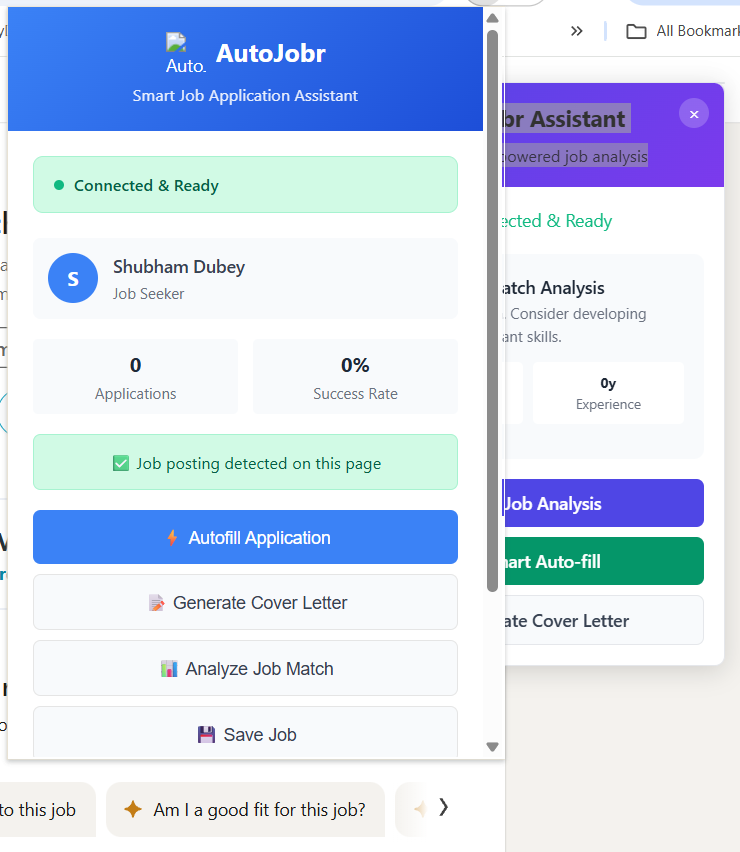 »
All Bookmark
Auto.
AutoJobr
Smart Job Application Assistant
Connected & Ready
S
Shubham Dubey
Job Seeker
0
Applications
0%
Success Rate
Job posting detected on this page
Autofill Application
Generate Cover Letter
Analyze Job Match
Save Job
br Assistant
×
powered job analysis
ected & Ready
atch Analysis
. Consider developing
ant skills.
0y
Experience
Job Analysis
art Auto-fill
ate Cover Letter
to this job
Am I a good fit for this job?